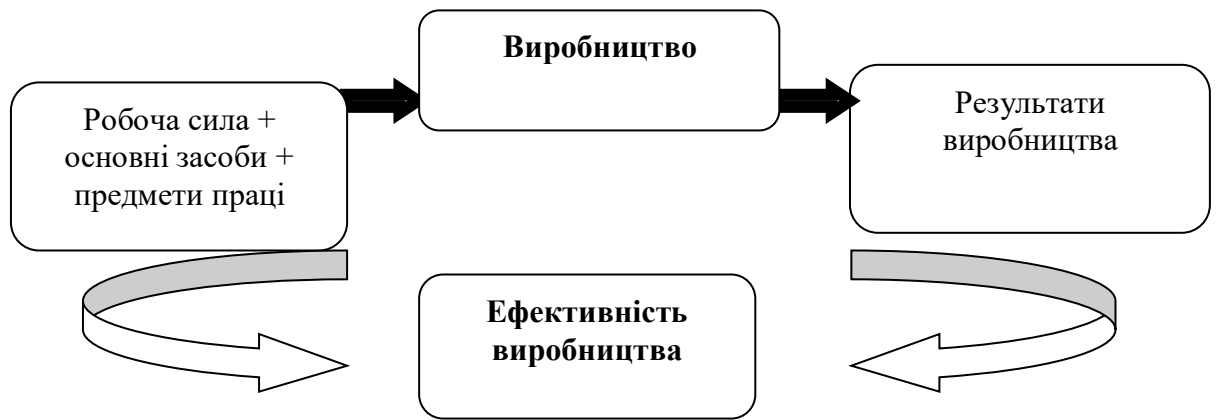 Виробництво
Робоча сила +
основні засоби +
предмети праці
Результати
виробництва
Ефективність
виробництва